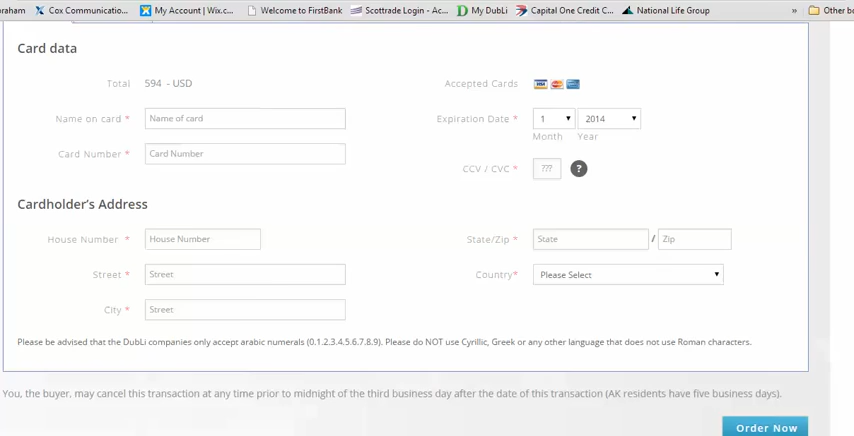 raham Cox Communicatio... My Account | Wix.c... Welcome to FirstBank Scottrade Login - Ac... My DubLi Capital One Credit C... National Life Group » Other bo
Card data
Total 594 - USD Accepted Cards VISA
Name on card * Name of card Expiration Date * 1 2014
Month Year
Card Number * Card Number
CCV / CVC * ??? ?
Cardholder's Address
House Number * House Number State/Zip * State / Zip
Street * Street Country* Please Select
City * Street
Please be advised that the DubLi companies only accept arabic numerals (0.1.2.3.4.5.6.7.8.9). Please do NOT use Cyrillic, Greek or any other language that does not use Roman characters.
You, the buyer, may cancel this transaction at any time prior to midnight of the third business day after the date of this transaction (AK residents have five business days).
Order Now